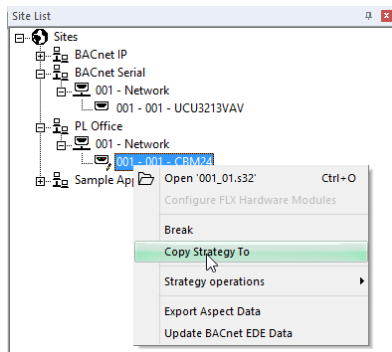 Site List
Sites
BACnet IP
BACnet Serial
001 - Network
001 - 001 - UCU3213VAV
PL Office
001 - Network
001 - 001 - CBM24
Sample App
Open '001_01.s32' Ctrl+O
Configure FLX Hardware Modules
Break
Copy Strategy To
Strategy operations
Export Aspect Data
Update BACnet EDE Data